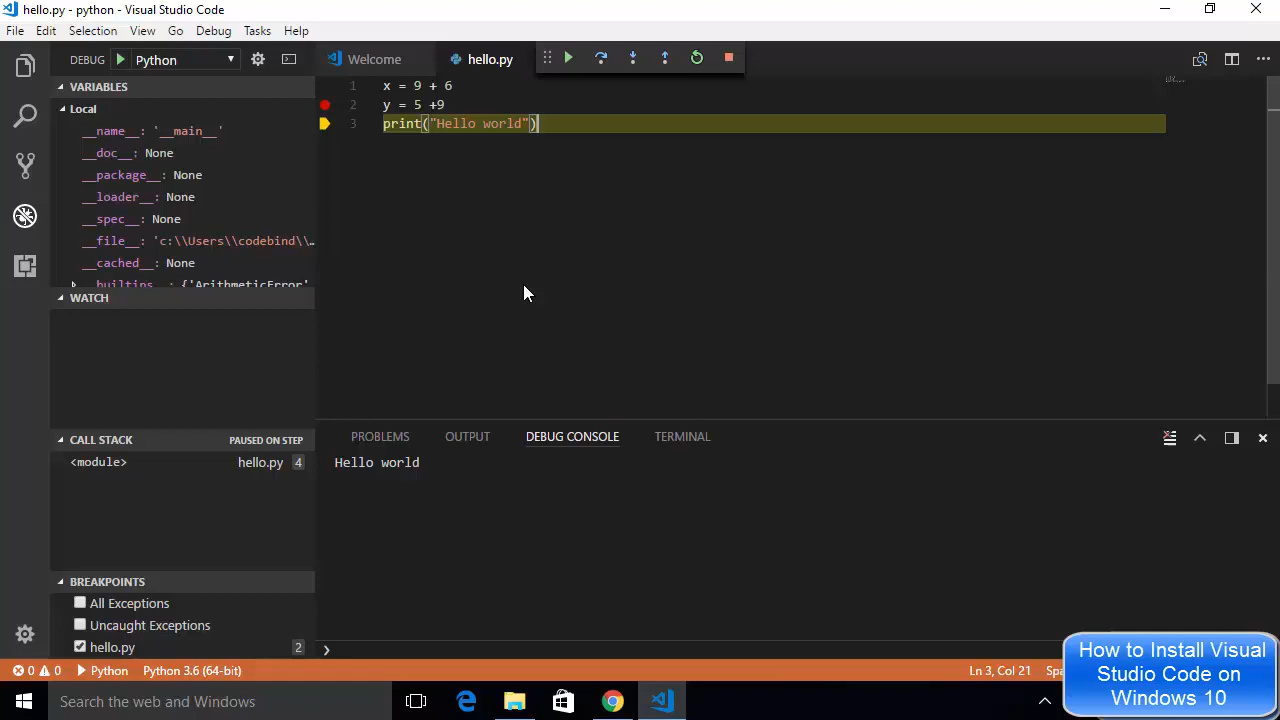 hello.py - python - Visual Studio Code
File Edit Selection View Go Debug Tasks Help
DEBUG Python Welcome hello.py
VARIABLES
Local
__name__: '__main__'
__doc__: None
__package__: None
__loader__: None
__spec__: None
__file__: 'c:\\Users\\codebind\\…
__cached__: None
__builtins__: {'ArithmeticError'
WATCH
CALL STACK PAUSED ON STEP
<module> hello.py 4
BREAKPOINTS
All Exceptions
Uncaught Exceptions
hello.py 2
1 x = 9 + 6
2 y = 5 +9
3 print("Hello world")
PROBLEMS OUTPUT DEBUG CONSOLE TERMINAL
Hello world
0 0 Python Python 3.6 (64-bit) Ln 3, Col 21
How to Install Visual
Studio Code on
Windows 10
Search the web and Windows